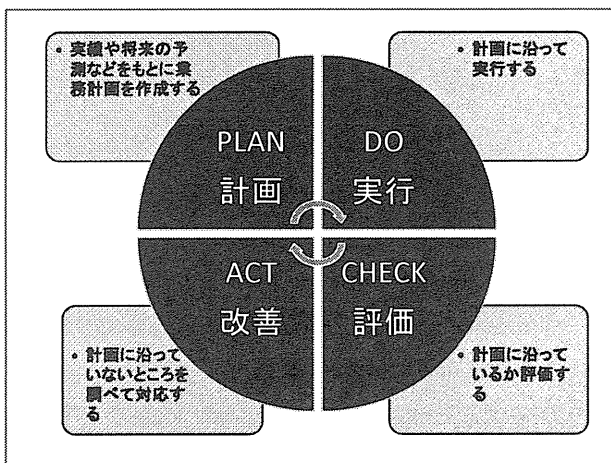 • 実績や将来の予
測などをもとに業
務計画を作成する
• 計画に沿って
実行する
PLAN
計画
DO
実行
ACT
改善
CHECK
評価
• 計画に沿って
いないところを
調べて対応す
る
• 計画に沿って
いるか評価す
る